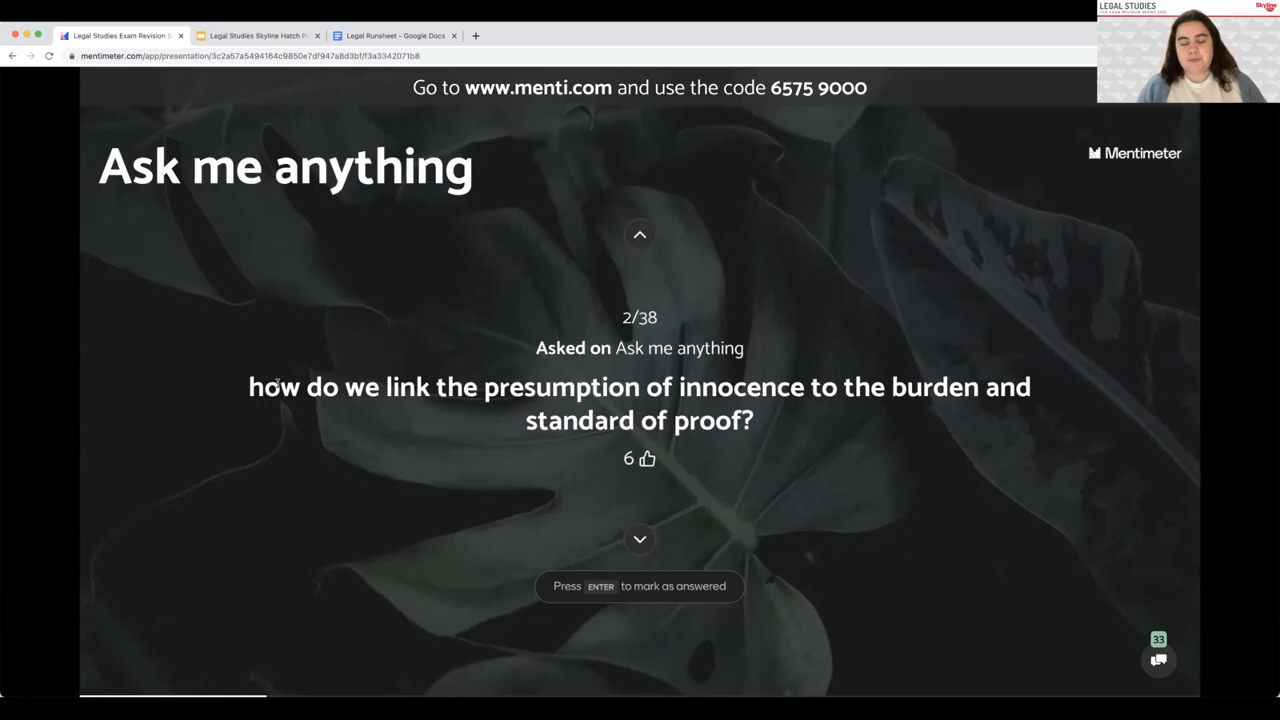 Legal Studies Exam Revision S
Legal Studies Skyline Hatch P
Legal Runsheet - Google Docs
mentimeter.com/app/presentation/3c2a57a5494164c9850e7df947a8d3bf/f3a3342071b8
LEGAL STUDIES
Skyline
Go to www.menti.com and use the code 6575 9000
Ask me anything
Mentimeter
2/38
Asked on Ask me anything
how do we link the presumption of innocence to the burden and
standard of proof?
6
Press ENTER to mark as answered
33